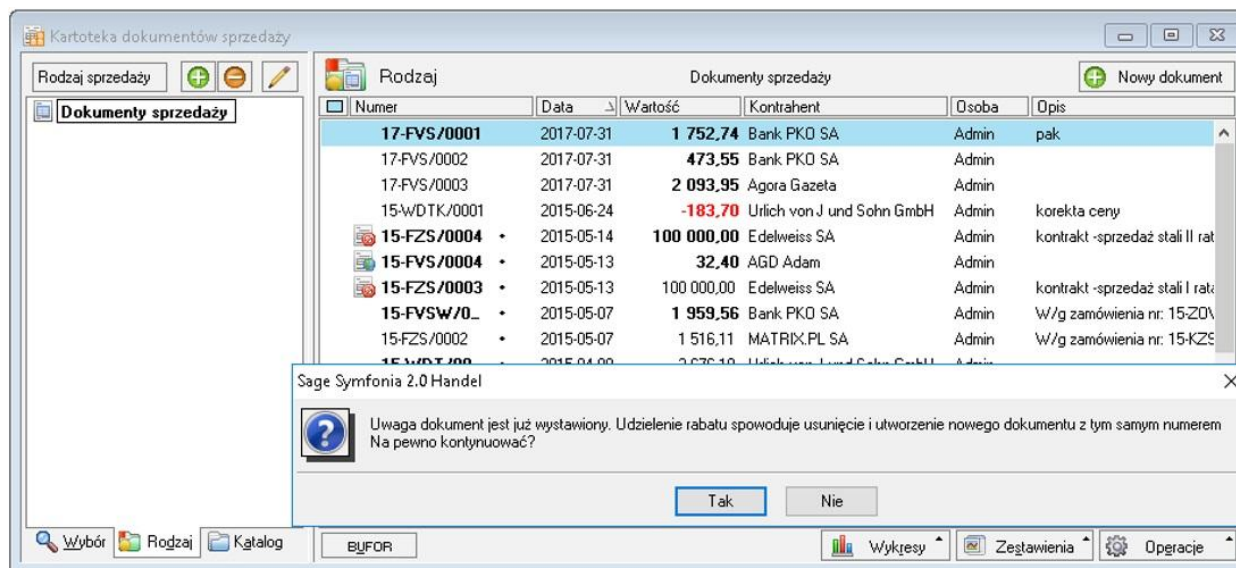 Kartoteka dokumentów sprzedaży
Rodzaj sprzedaży
Dokumenty sprzedaży
Rodzaj Dokumenty sprzedaży Nowy dokument
Numer Data Wartość Kontrahent Osoba Opis
17-FVS/0001 2017-07-31 1 752,74 Bank PKO SA Admin pak
17-FVS/0002 2017-07-31 473,55 Bank PKO SA Admin
17-FVS/0003 2017-07-31 2 093,95 Agora Gazeta Admin
15-WDTK/0001 2015-06-24 -183,70 Urlich von J und Sohn GmbH Admin korekta ceny
15-FZS/0004 • 2015-05-14 100 000,00 Edelweiss SA Admin kontrakt -sprzedaż stali II rat
15-FVS/0004 • 2015-05-13 32,40 AGD Adam Admin
15-FZS/0003 • 2015-05-13 100 000,00 Edelweiss SA Admin kontrakt -sprzedaż stali I rata
15-FVSW/0... • 2015-05-07 1 959,56 Bank PKO SA Admin W/g zamówienia nr: 15-ZO
15-FZS/0002 • 2015-05-07 1 516,11 MATRIX.PL SA Admin W/g zamówienia nr: 15-KZS
Sage Symfonia 2.0 Handel
Uwaga dokument jest już wystawiony. Udzielenie rabatu spowoduje usunięcie i utworzenie nowego dokumentu z tym samym numerem
Na pewno kontynuować?
Tak Nie
Wybór Rodzaj Katalog
BUFOR Wykresy Zestawienia Operacje